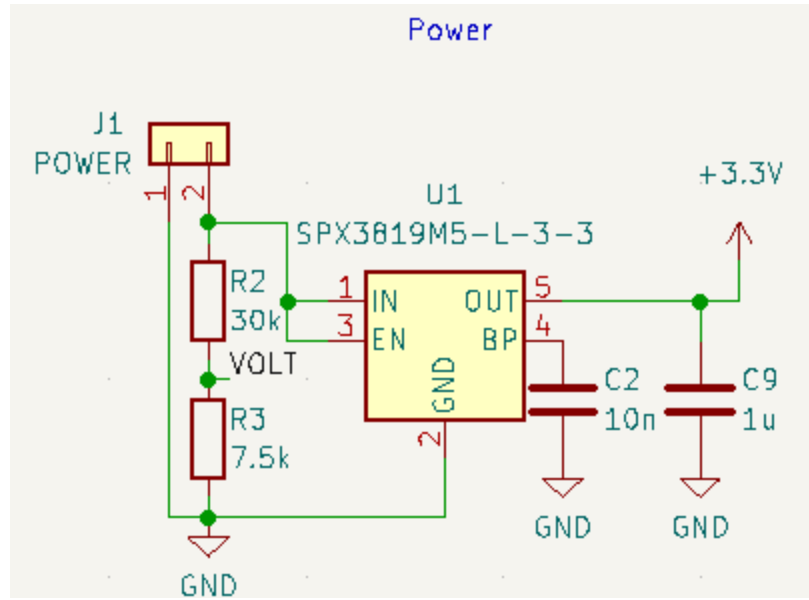 Power
J1
POWER
1
2
+3.3V
U1
SPX3819M5-L-3-3
R2
30k
VOLT
R3
7.5k
1
IN
OUT
5
3
EN
BP
4
GND
2
C2
10n
C9
1u
GND
GND
GND